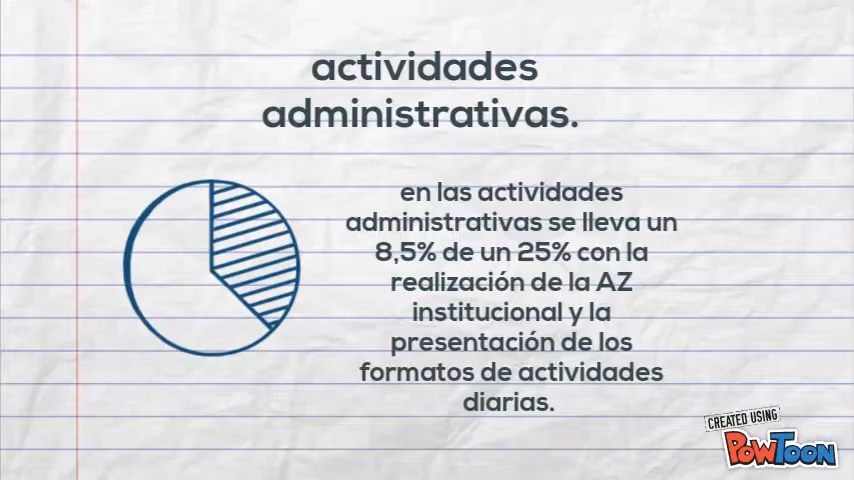 actividades
administrativas.
en las actividades
administrativas se lleva un
8,5% de un 25% con la
realización de la AZ
institucional y la
presentación de los
formatos de actividades
diarias.
CREATED USING
POWTOON